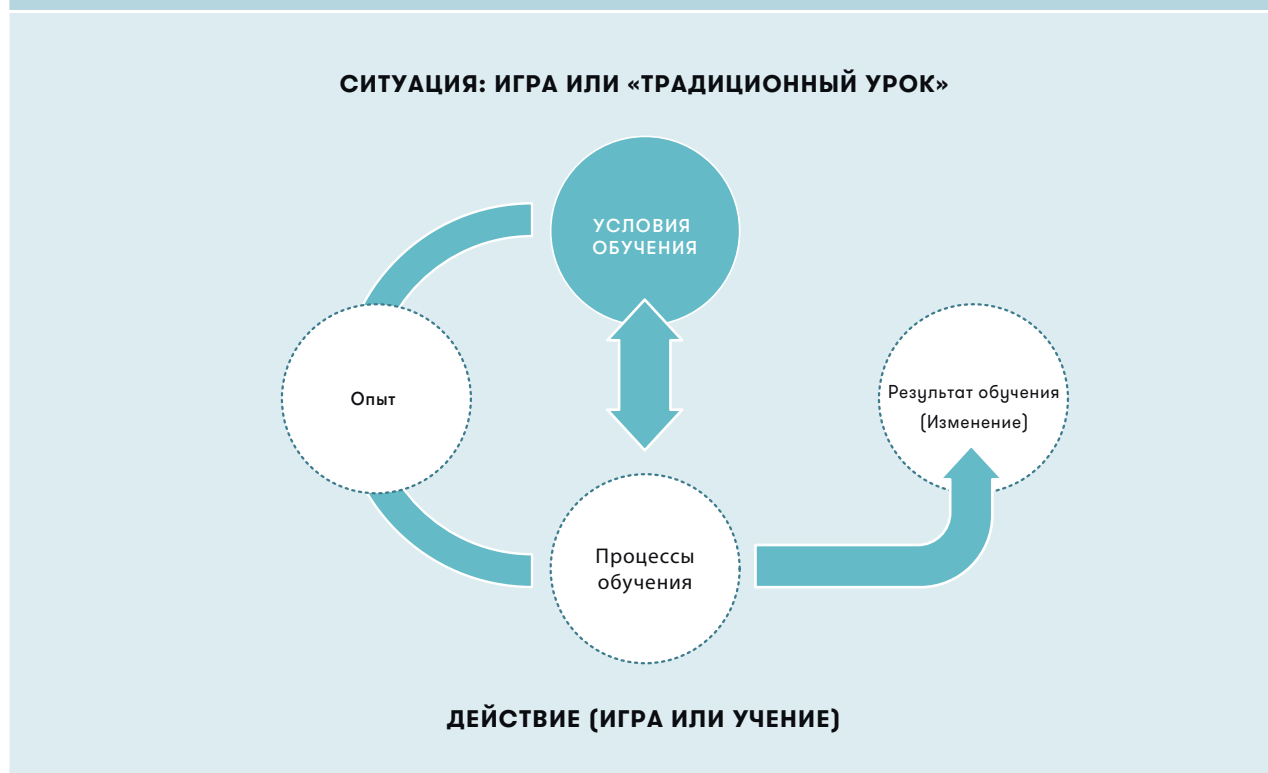 СИТУАЦИЯ: ИГРА ИЛИ «ТРАДИЦИОННЫЙ УРОК»
УСЛОВИЯ
ОБУЧЕНИЯ
Опыт
Результат обучения
(Изменение)
Процессы
обучения
ДЕЙСТВИЕ (ИГРА ИЛИ УЧЕНИЕ)